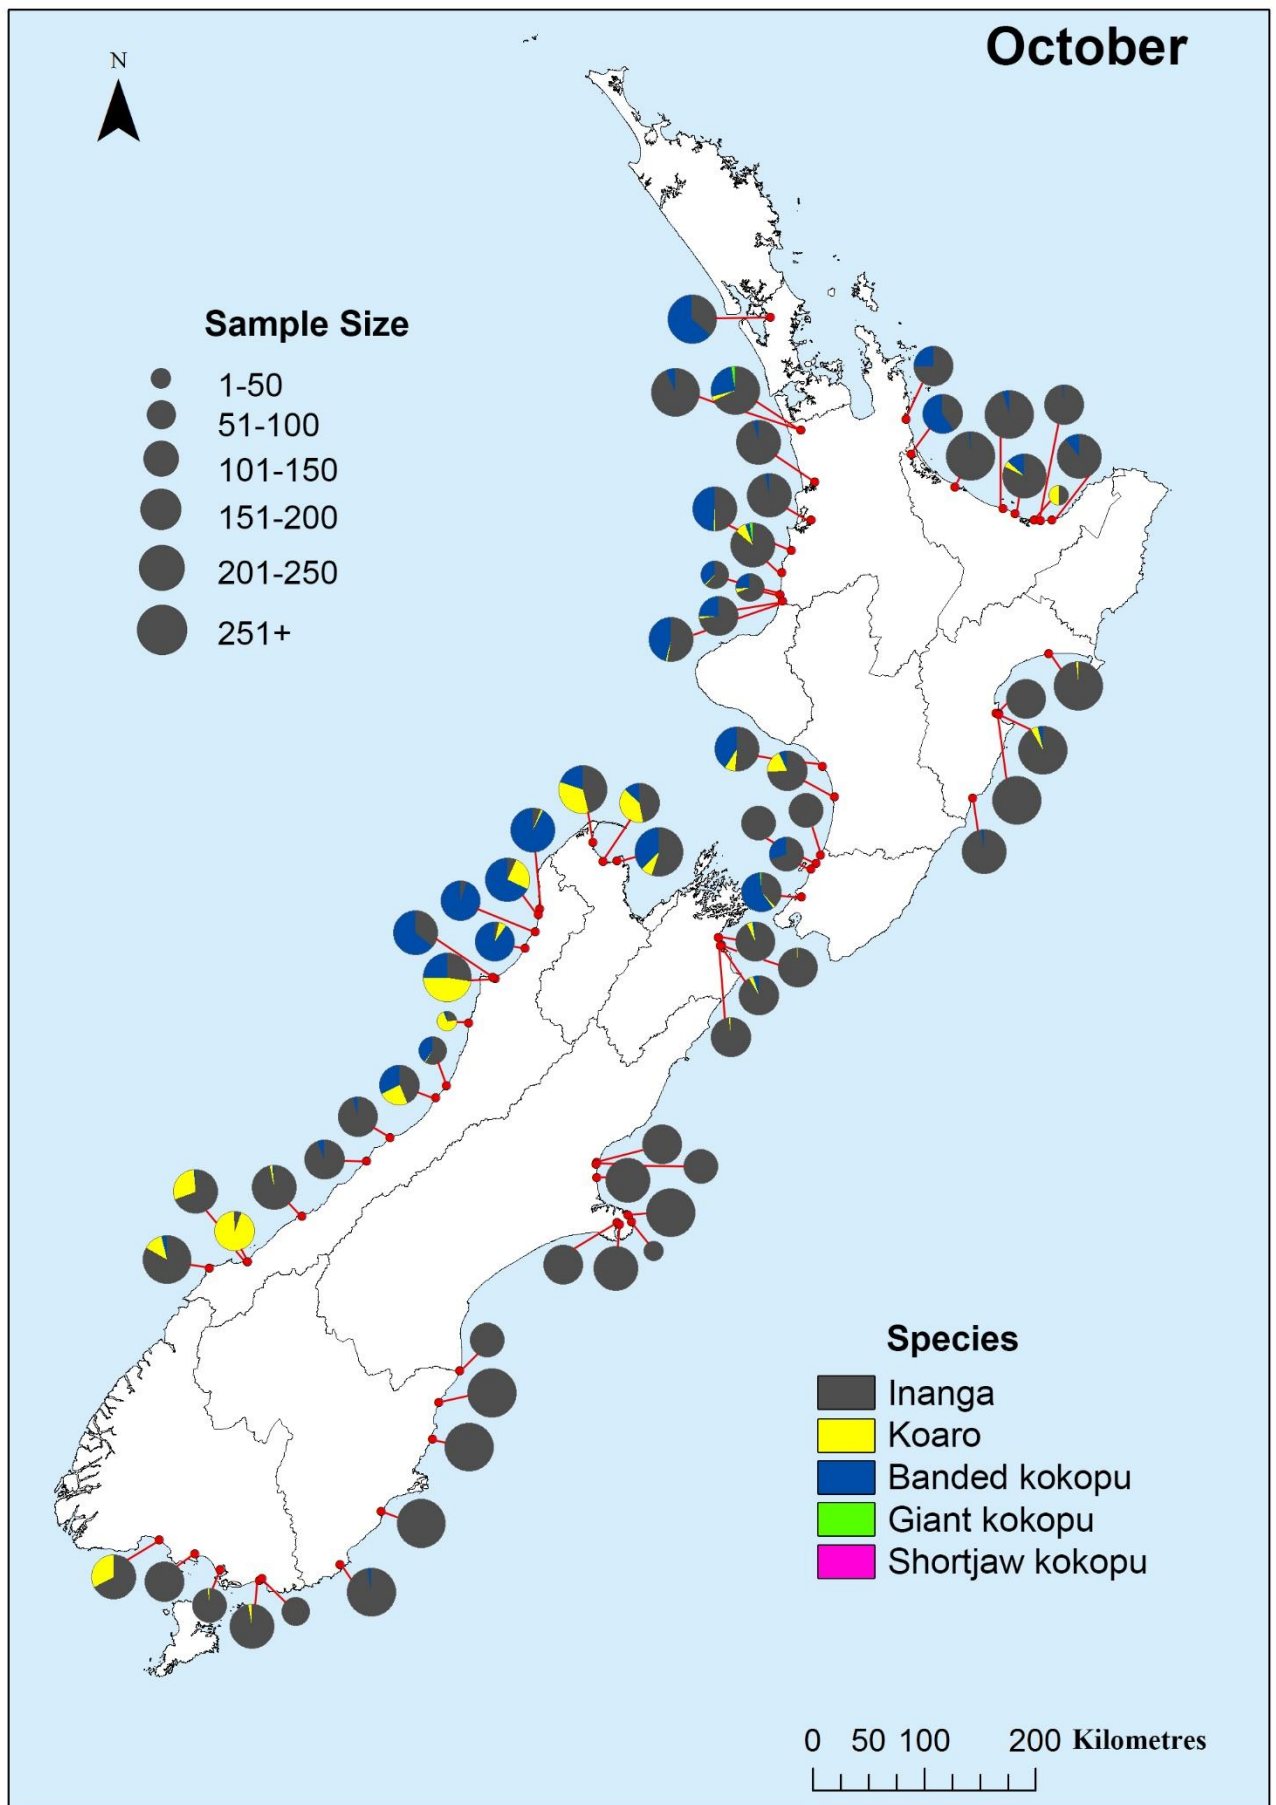 October
N
Sample Size
1-50
51-100
101-150
151-200
201-250
251+
Species
Inanga
Koaro
Banded kokopu
Giant kokopu
Shortjaw kokopu
0 50 100 200 Kilometres